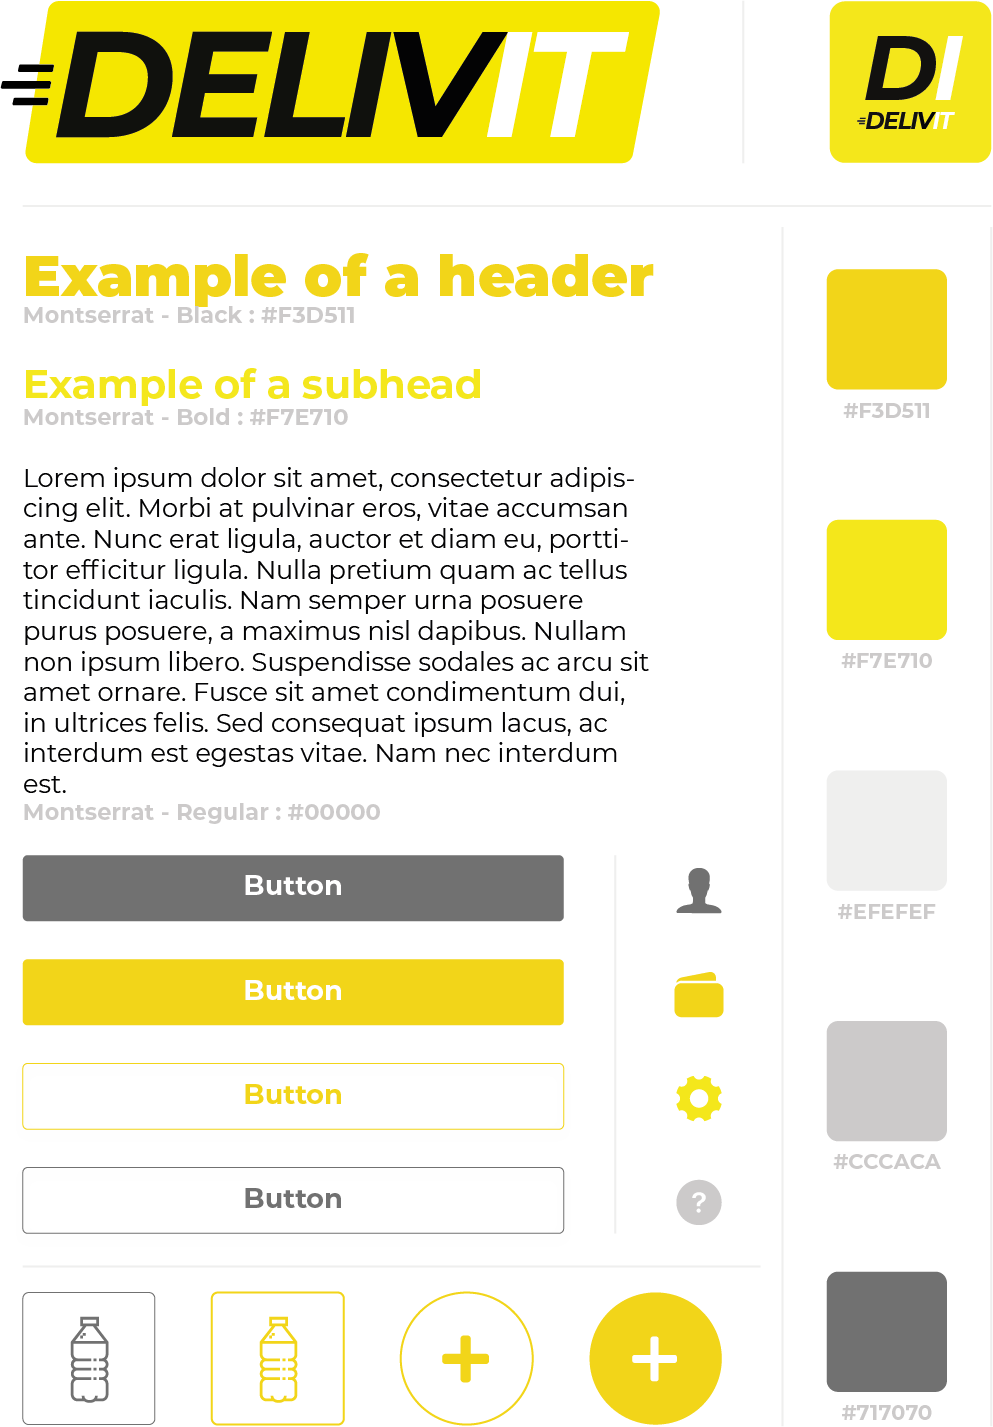 DELIVIT
DI
DELIVIT
Example of a header
Montserrat - Black : #F3D511
Example of a subhead
Montserrat - Bold : #F7E710
Lorem ipsum dolor sit amet, consectetur adipis-
cing elit. Morbi at pulvinar eros, vitae accumsan
ante. Nunc erat ligula, auctor et diam eu, portti-
tor efficitur ligula. Nulla pretium quam ac tellus
tincidunt iaculis. Nam semper urna posuere
purus posuere, a maximus nisl dapibus. Nullam
non ipsum libero. Suspendisse sodales ac arcu sit
amet ornare. Fusce sit amet condimentum dui,
in ultrices felis. Sed consequat ipsum lacus, ac
interdum est egestas vitae. Nam nec interdum
est.
Montserrat - Regular : #00000
Button
Button
Button
Button
?
#F3D511
#F7E710
#EFEFEF
#CCCACA
#717070